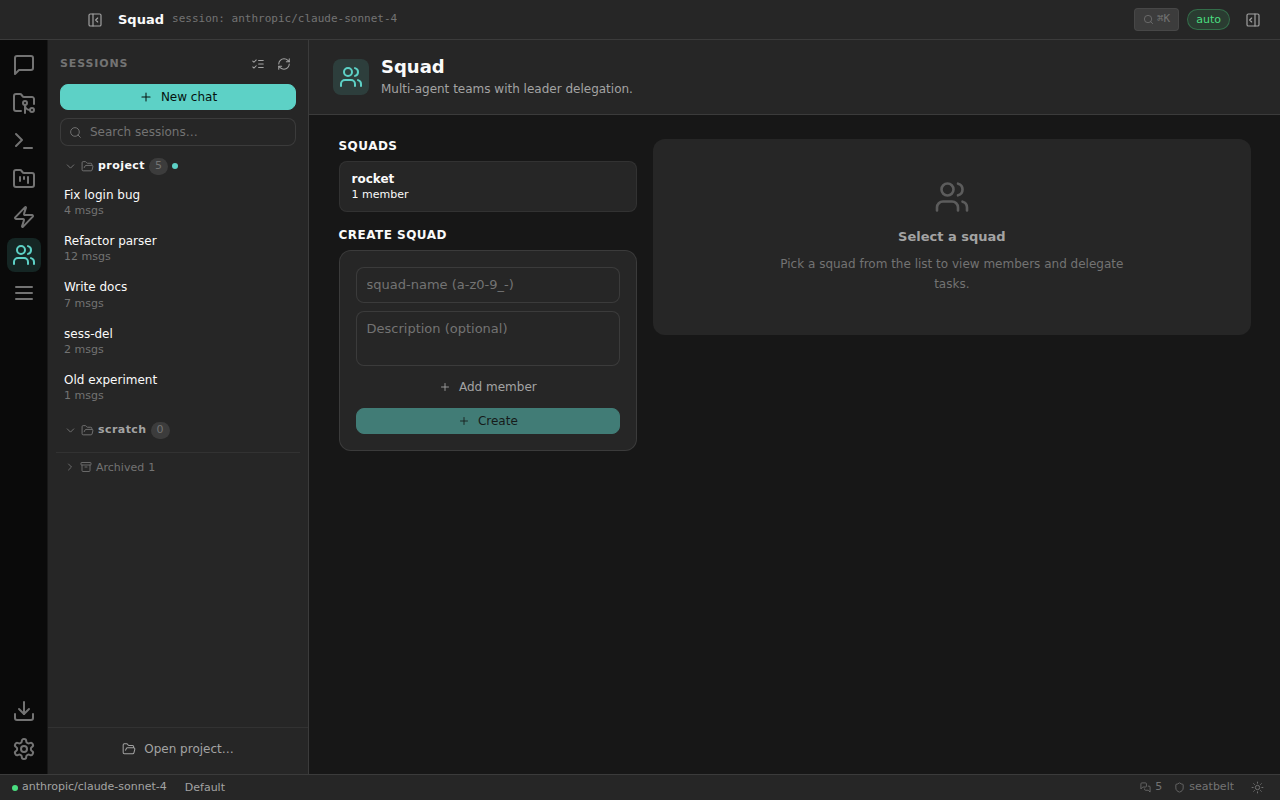 Squad session: anthropic/claude-sonnet-4
⌘K
auto
SESSIONS
New chat
Search sessions…
project 5
Fix login bug
4 msgs
Refactor parser
12 msgs
Write docs
7 msgs
sess-del
2 msgs
Old experiment
1 msgs
scratch 0
Archived 1
Open project…
Squad
Multi-agent teams with leader delegation.
SQUADS
rocket
1 member
CREATE SQUAD
squad-name (a-z0-9_-)
Description (optional)
Add member
Create
Select a squad
Pick a squad from the list to view members and delegate
tasks.
anthropic/claude-sonnet-4 Default
5 seatbelt